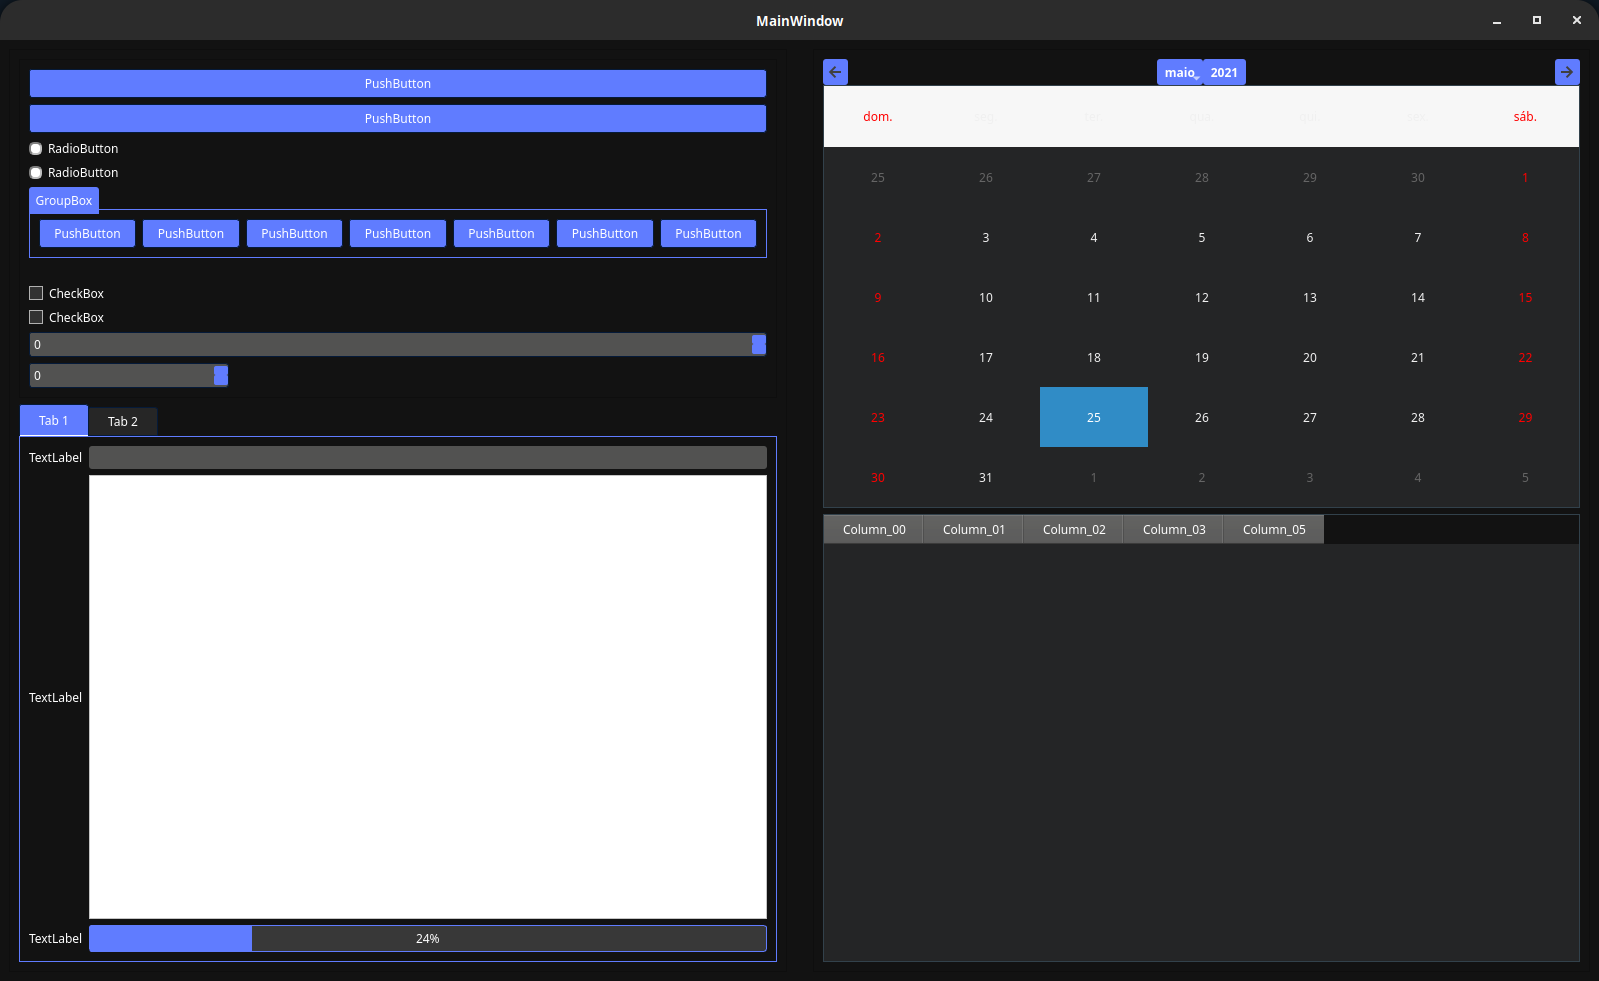 MainWindow
PushButton
PushButton
RadioButton
RadioButton
GroupBox
PushButton PushButton PushButton PushButton PushButton PushButton PushButton
CheckBox
CheckBox
0
0
Tab 1 Tab 2
TextLabel
TextLabel
TextLabel 24%
maio 2021
dom. seg. ter. qua. qui. sex. sáb.
25 26 27 28 29 30 1
2 3 4 5 6 7 8
9 10 11 12 13 14 15
16 17 18 19 20 21 22
23 24 25 26 27 28 29
30 31 1 2 3 4 5
Column_00 Column_01 Column_02 Column_03 Column_05